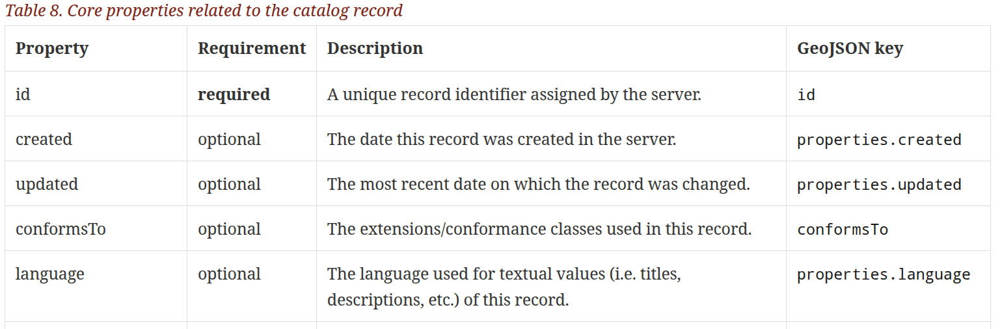 Table 8. Core properties related to the catalog record
Property Requirement Description GeoJSON key
id required A unique record identifier assigned by the server. id
created optional The date this record was created in the server. properties.created
updated optional The most recent date on which the record was changed. properties.updated
conformsTo optional The extensions/conformance classes used in this record. conformsTo
language optional The language used for textual values (i.e. titles, properties.language
descriptions, etc.) of this record.